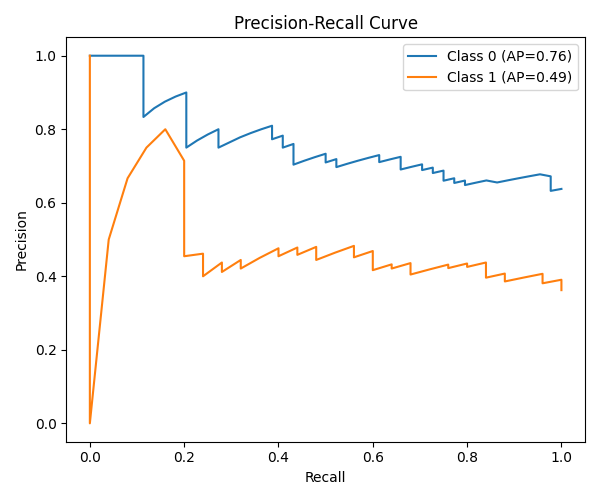 Precision-Recall Curve
Class 0 (AP=0.76)
Class 1 (AP=0.49)
Precision
1.0
0.8
0.6
0.4
0.2
0.0
0.0 0.2 0.4 0.6 0.8 1.0
Recall